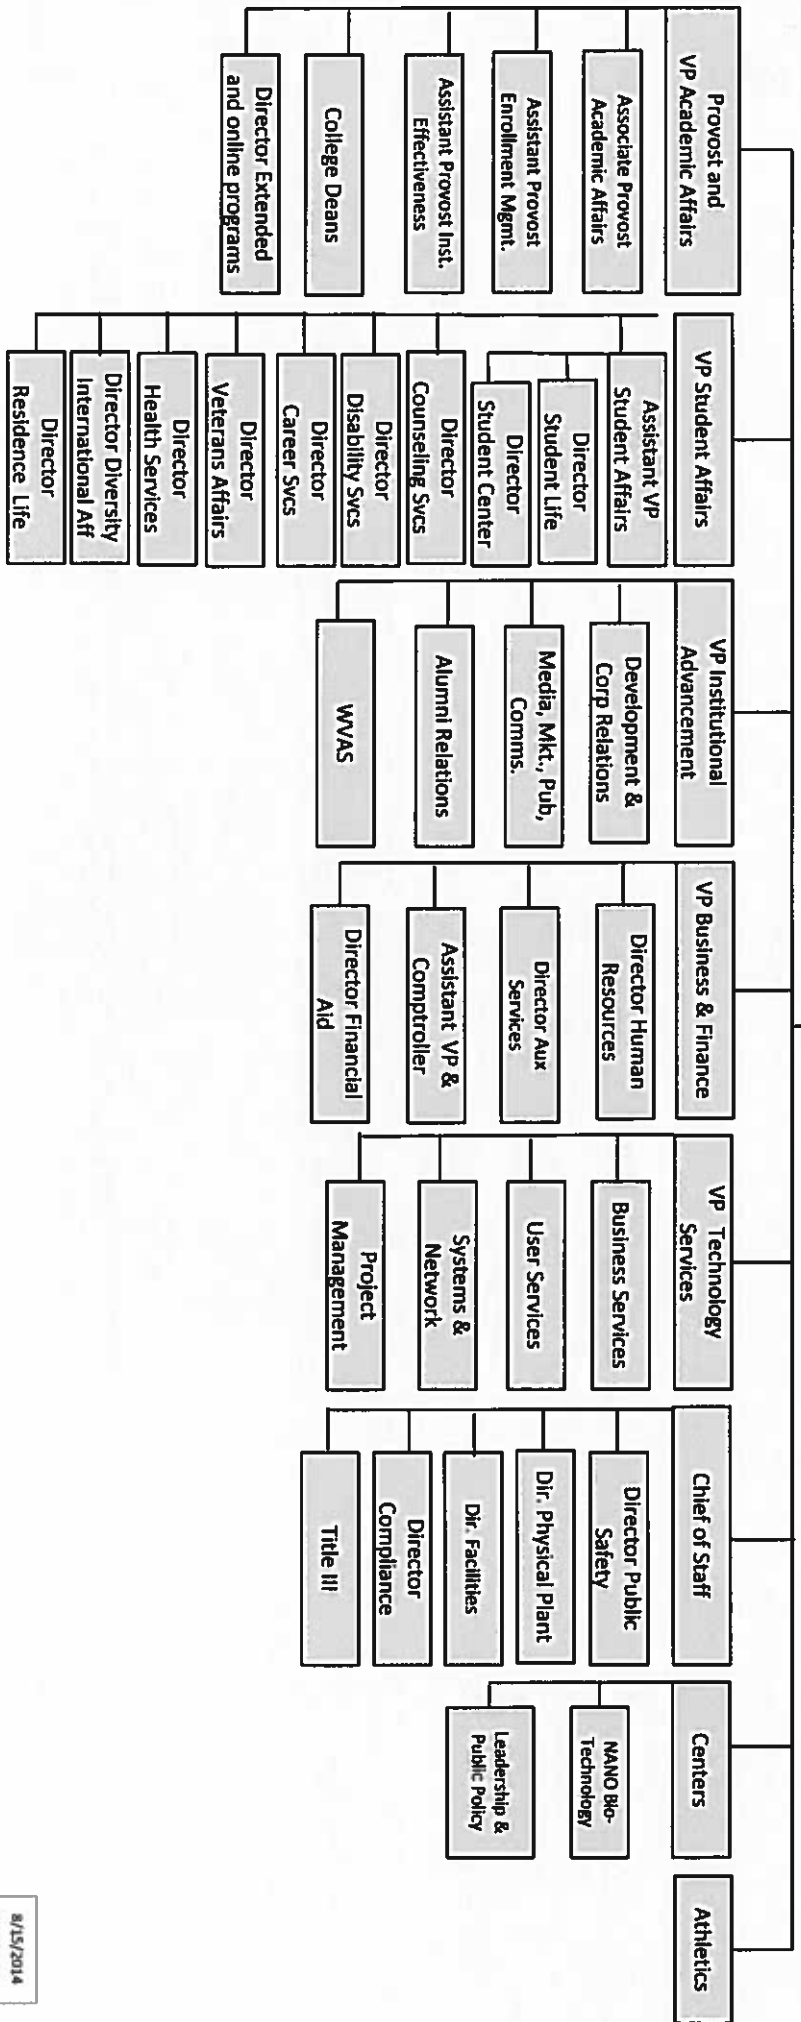 Provost and
VP Academic Affairs
Associate Provost
Academic Affairs
Assistant Provost
Enrollment Mgmt.
Assistant Provost Inst.
Effectiveness
College Deans
Director Extended
and online programs
VP Student Affairs
Assistant VP
Student Affairs
Director
Student Life
Director
Student Center
Director
Counseling Svcs
Director
Disability Svcs
Director
Career Svcs
Director
Veterans Affairs
Director
Health Services
Director Diversity
International Aff
Director
Residence Life
VP Institutional
Advancement
Development &
Corp Relations
Media, Mkt., Pub,
Comms.
Alumni Relations
WVAS
VP Business & Finance
Director Human
Resources
Director Aux
Services
Assistant VP &
Comptroller
Director Financial
Aid
VP Technology
Services
Business Services
User Services
Systems &
Network
Project
Management
Chief of Staff
Director Public
Safety
Dir. Physical Plant
Dir. Facilities
Director
Compliance
Title III
Centers
NANO Bio-
Technology
Leadership &
Public Policy
Athletics
8/15/2014